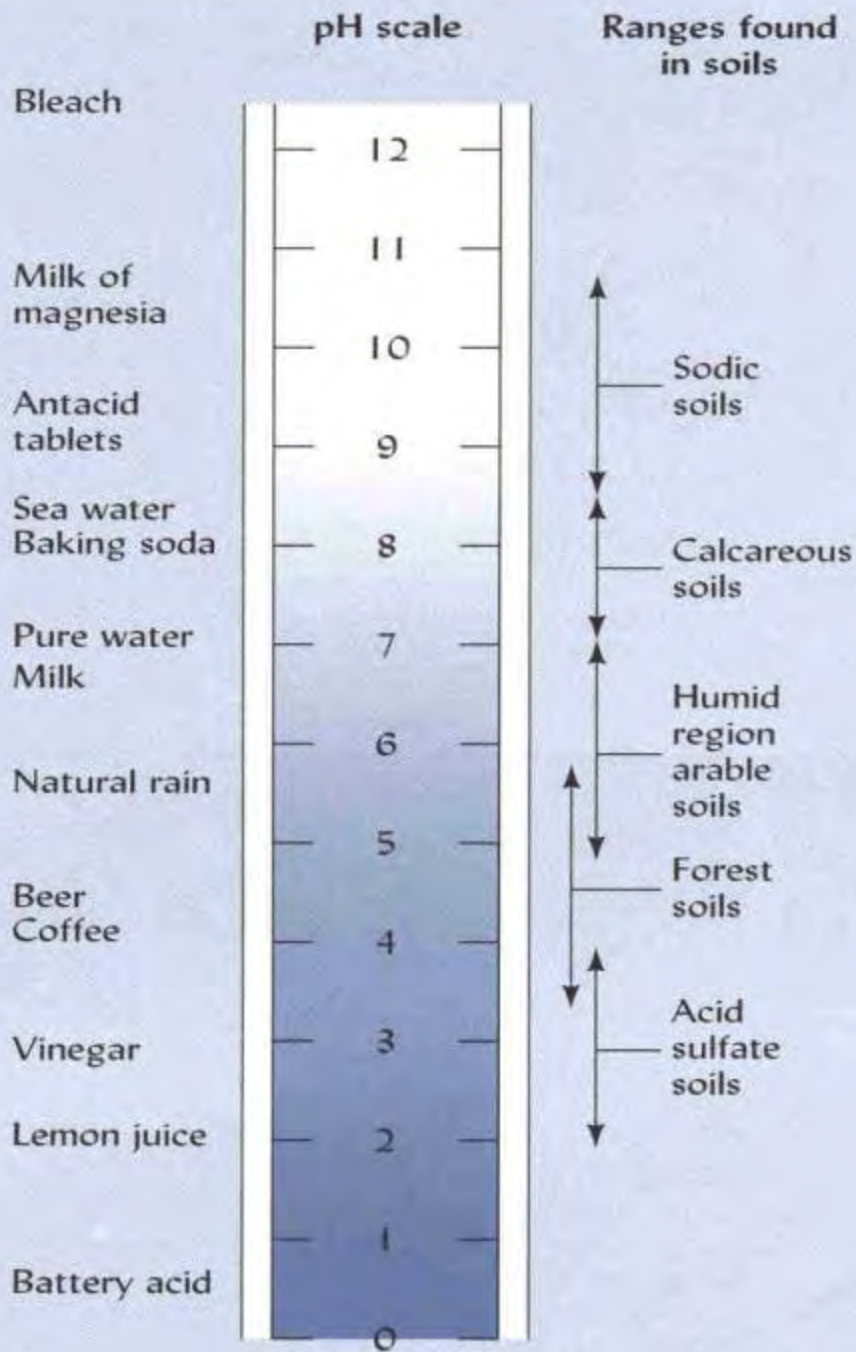 pH scale
Ranges found
in soils
Bleach
Milk of
magnesia
Antacid
tablets
Sea water
Baking soda
Pure water
Milk
Natural rain
Beer
Coffee
Vinegar
Lemon juice
Battery acid
12
11
10
9
8
7
6
5
4
3
2
1
0
Sodic
soils
Calcareous
soils
Humid
region
arable
soils
Forest
soils
Acid
sulfate
soils